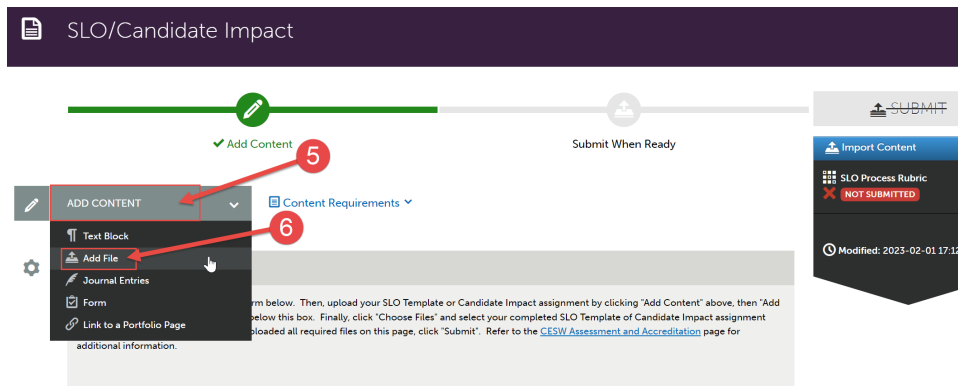 SLO/Candidate Impact
SUBMIT
Add Content
Submit When Ready
Import Content
5
SLO Process Rubric
NOT SUBMITTED
ADD CONTENT
Content Requirements
6
Text Block
Add File
Modified: 2023-02-01 17:12
Journal Entries
Form
rm below. Then, upload your SLO Template or Candidate Impact assignment by clicking "Add Content" above, then "Add
below this box. Finally, click "Choose Files" and select your completed SLO Template of Candidate Impact assignment
Link to a Portfolio Page
ploaded all required files on this page, click "Submit". Refer to the CESW Assessment and Accreditation page for
additional information.